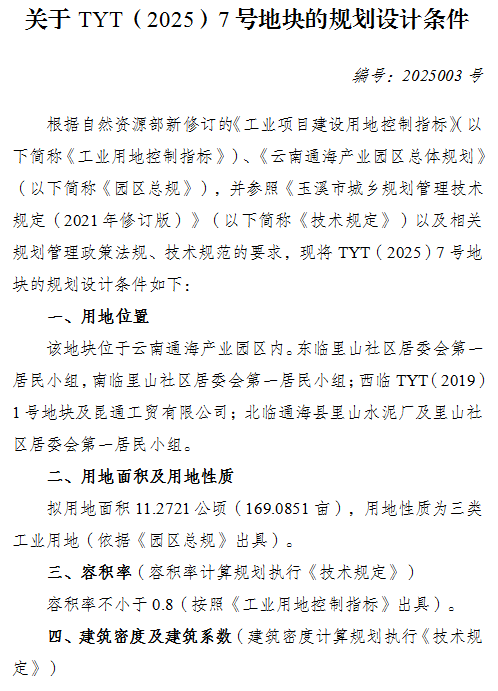 关于 TYT（2025）7 号地块的规划设计条件
编号：2025003 号
根据自然资源部新修订的《工业项目建设用地控制指标》（以
下简称《工业用地控制指标》）、《云南通海产业园区总体规划》
（以下简称《园区总规》），并参照《玉溪市城乡规划管理技术
规定（2021 年修订版）》（以下简称《技术规定》）以及相关
规划管理政策法规、技术规范的要求，现将 TYT（2025）7 号地
块的规划设计条件如下：
一、用地位置
该地块位于云南通海产业园区内。东临里山社区居委会第一
居民小组，南临里山社区居委会第一居民小组；西临 TYT（2019）
1 号地块及昆通工贸有限公司；北临通海县里山水泥厂及里山社
区居委会第一居民小组。
二、用地面积及用地性质
拟用地面积 11.2721 公顷（169.0851 亩），用地性质为三类
工业用地（依据《园区总规》出具）。
三、容积率（容积率计算规划执行《技术规定》）
容积率不小于 0.8（按照《工业用地控制指标》出具）。
四、建筑密度及建筑系数（建筑密度计算规划执行《技术规
定》）